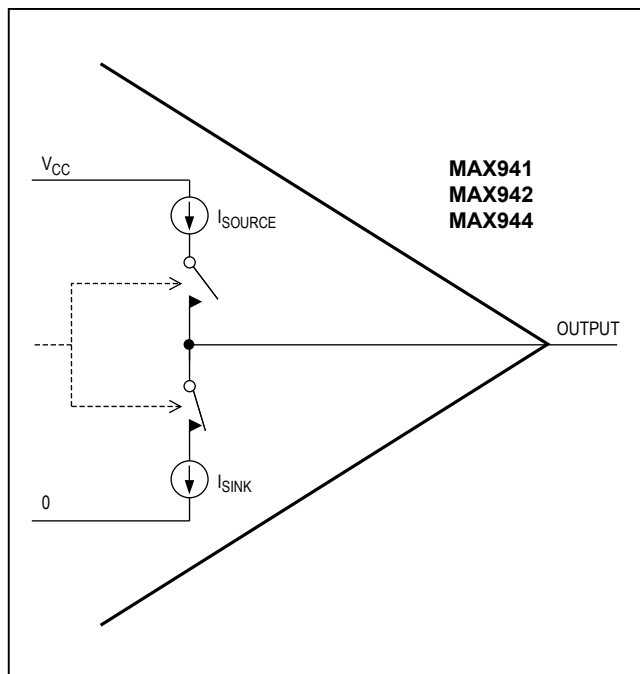 V_CC
MAX941
MAX942
MAX944
I_SOURCE
OUTPUT
I_SINK
0